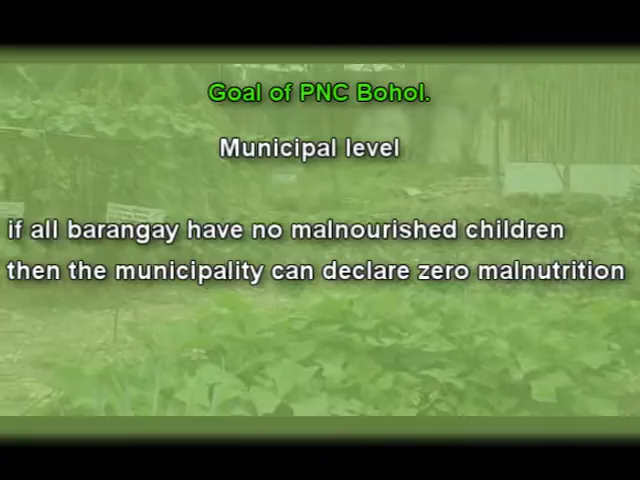 Goal of PNC Bohol.
Municipal level
if all barangay have no malnourished children
then the municipality can declare zero malnutrition